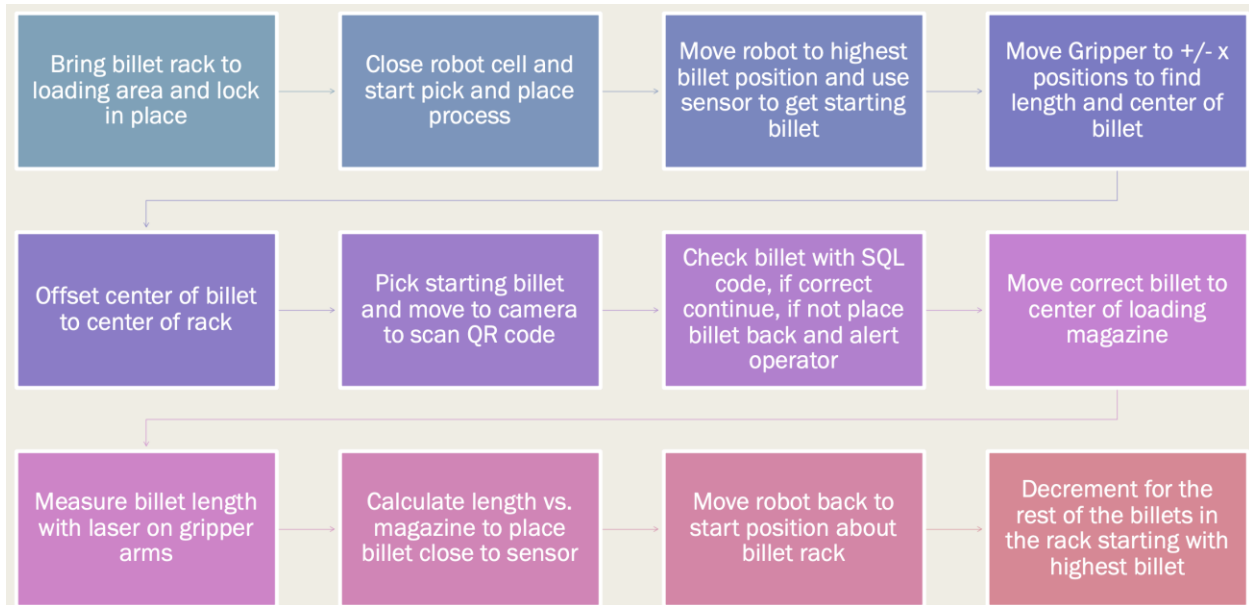 Bring billet rack to
loading area and lock
in place
Close robot cell and
start pick and place
process
Move robot to highest
billet position and use
sensor to get starting
billet
Move Gripper to +/- x
positions to find
length and center of
billet
Offset center of billet
to center of rack
Pick starting billet
and move to camera
to scan QR code
Check billet with SQL
code, if correct
continue, if not place
billet back and alert
operator
Move correct billet to
center of loading
magazine
Measure billet length
with laser on gripper
arms
Calculate length vs.
magazine to place
billet close to sensor
Move robot back to
start position about
billet rack
Decrement for the
rest of the billets in
the rack starting with
highest billet